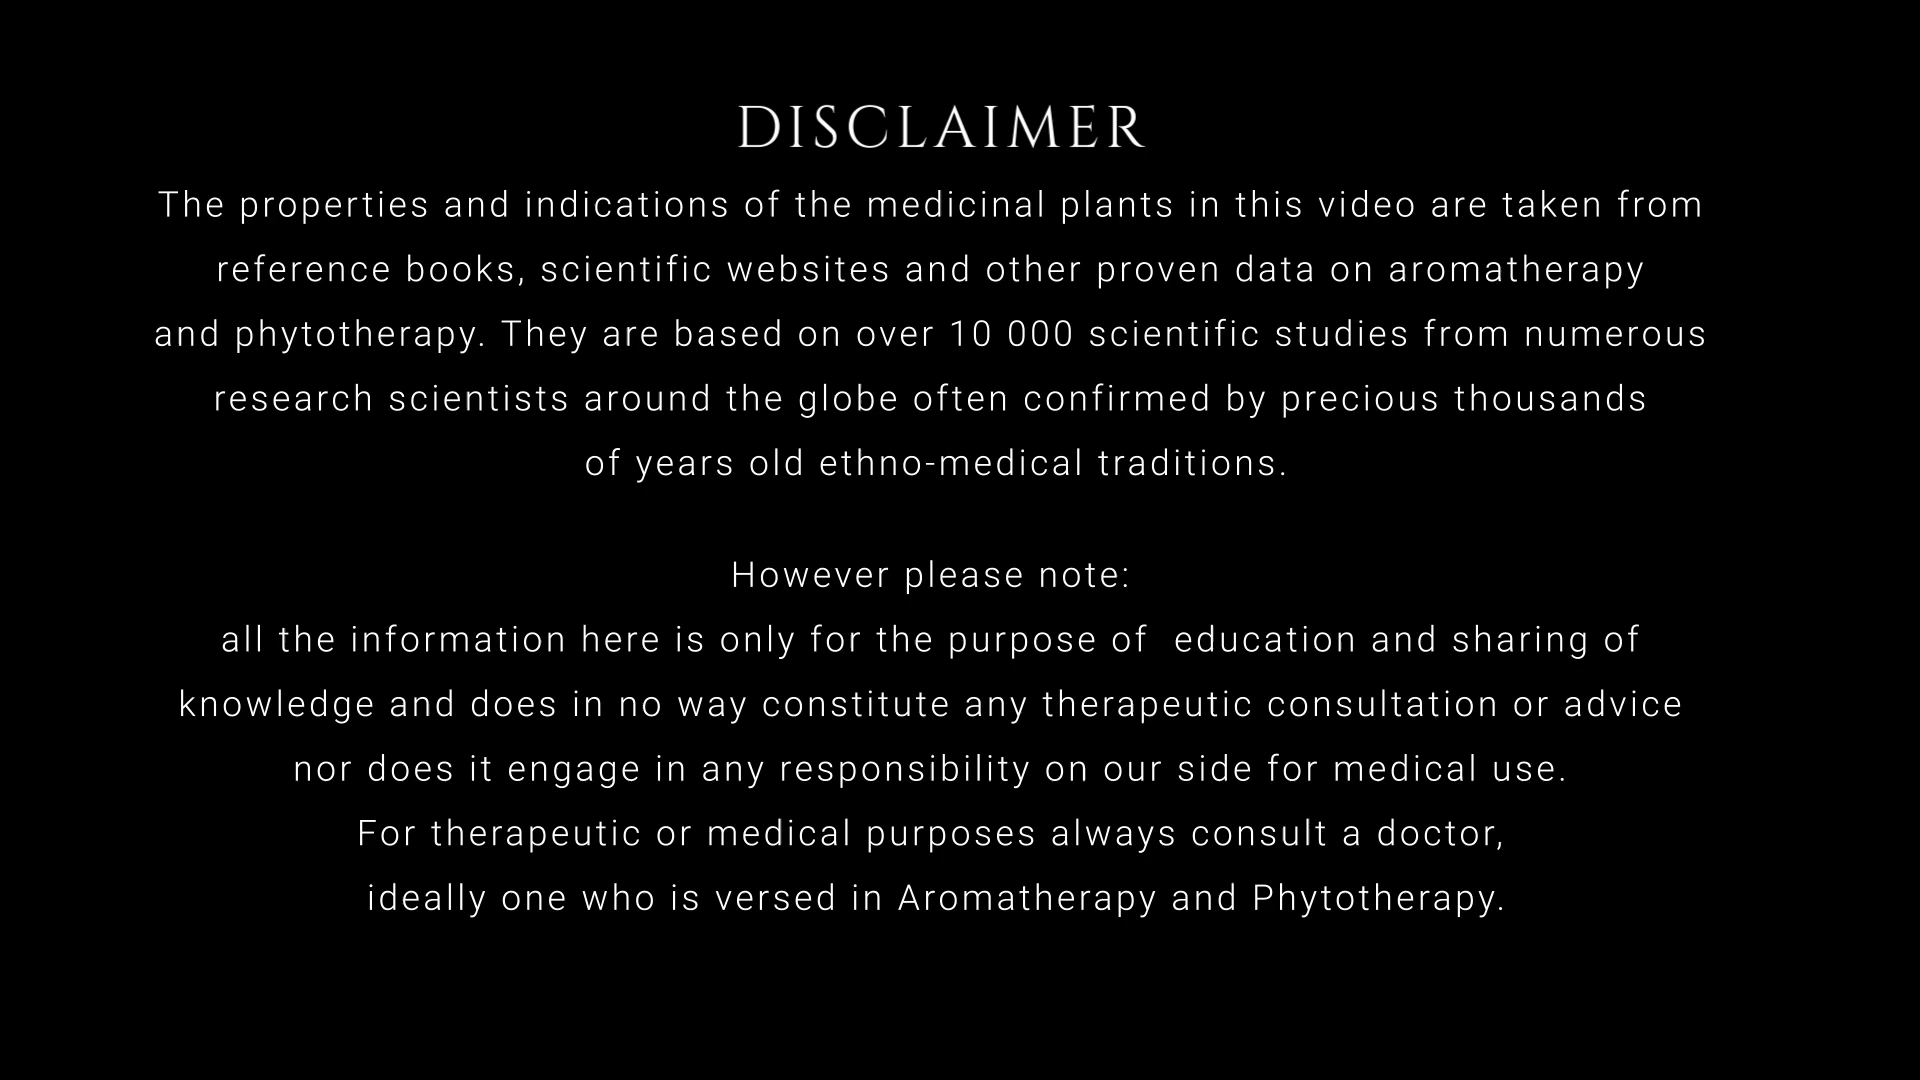 DISCLAIMER
The properties and indications of the medicinal plants in this video are taken from
reference books, scientific websites and other proven data on aromatherapy
and phytotherapy. They are based on over 10 000 scientific studies from numerous
research scientists around the globe often confirmed by precious thousands
of years old ethno-medical traditions.
However please note:
all the information here is only for the purpose of  education and sharing of
knowledge and does in no way constitute any therapeutic consultation or advice
nor does it engage in any responsibility on our side for medical use.
For therapeutic or medical purposes always consult a doctor,
ideally one who is versed in Aromatherapy and Phytotherapy.